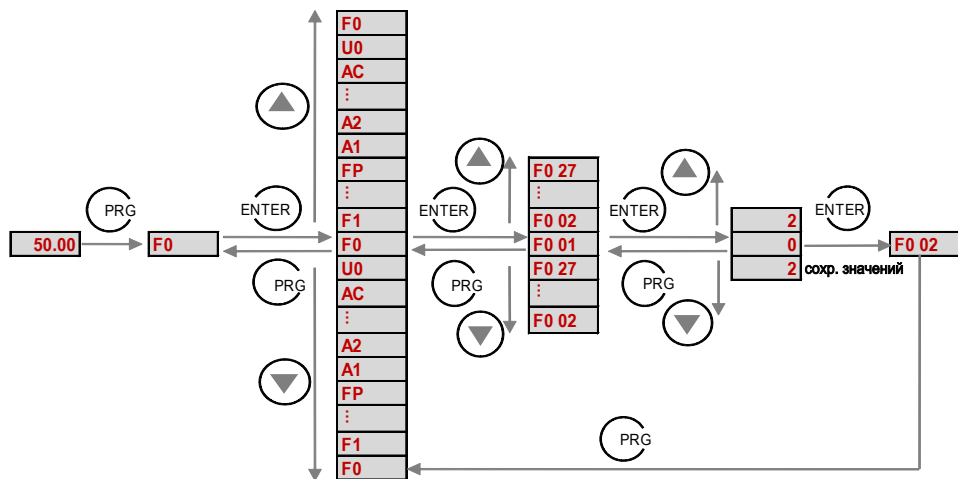 50.00
PRG
F0
ENTER
PRG
F0
U0
AC
⋮
A2
A1
FP
⋮
F1
F0
U0
AC
⋮
A2
A1
FP
⋮
F1
F0
ENTER
PRG
F0 27
⋮
F0 02
F0 01
F0 27
⋮
F0 02
ENTER
PRG
2
0
2 сохр. значений
ENTER
F0 02
PRG